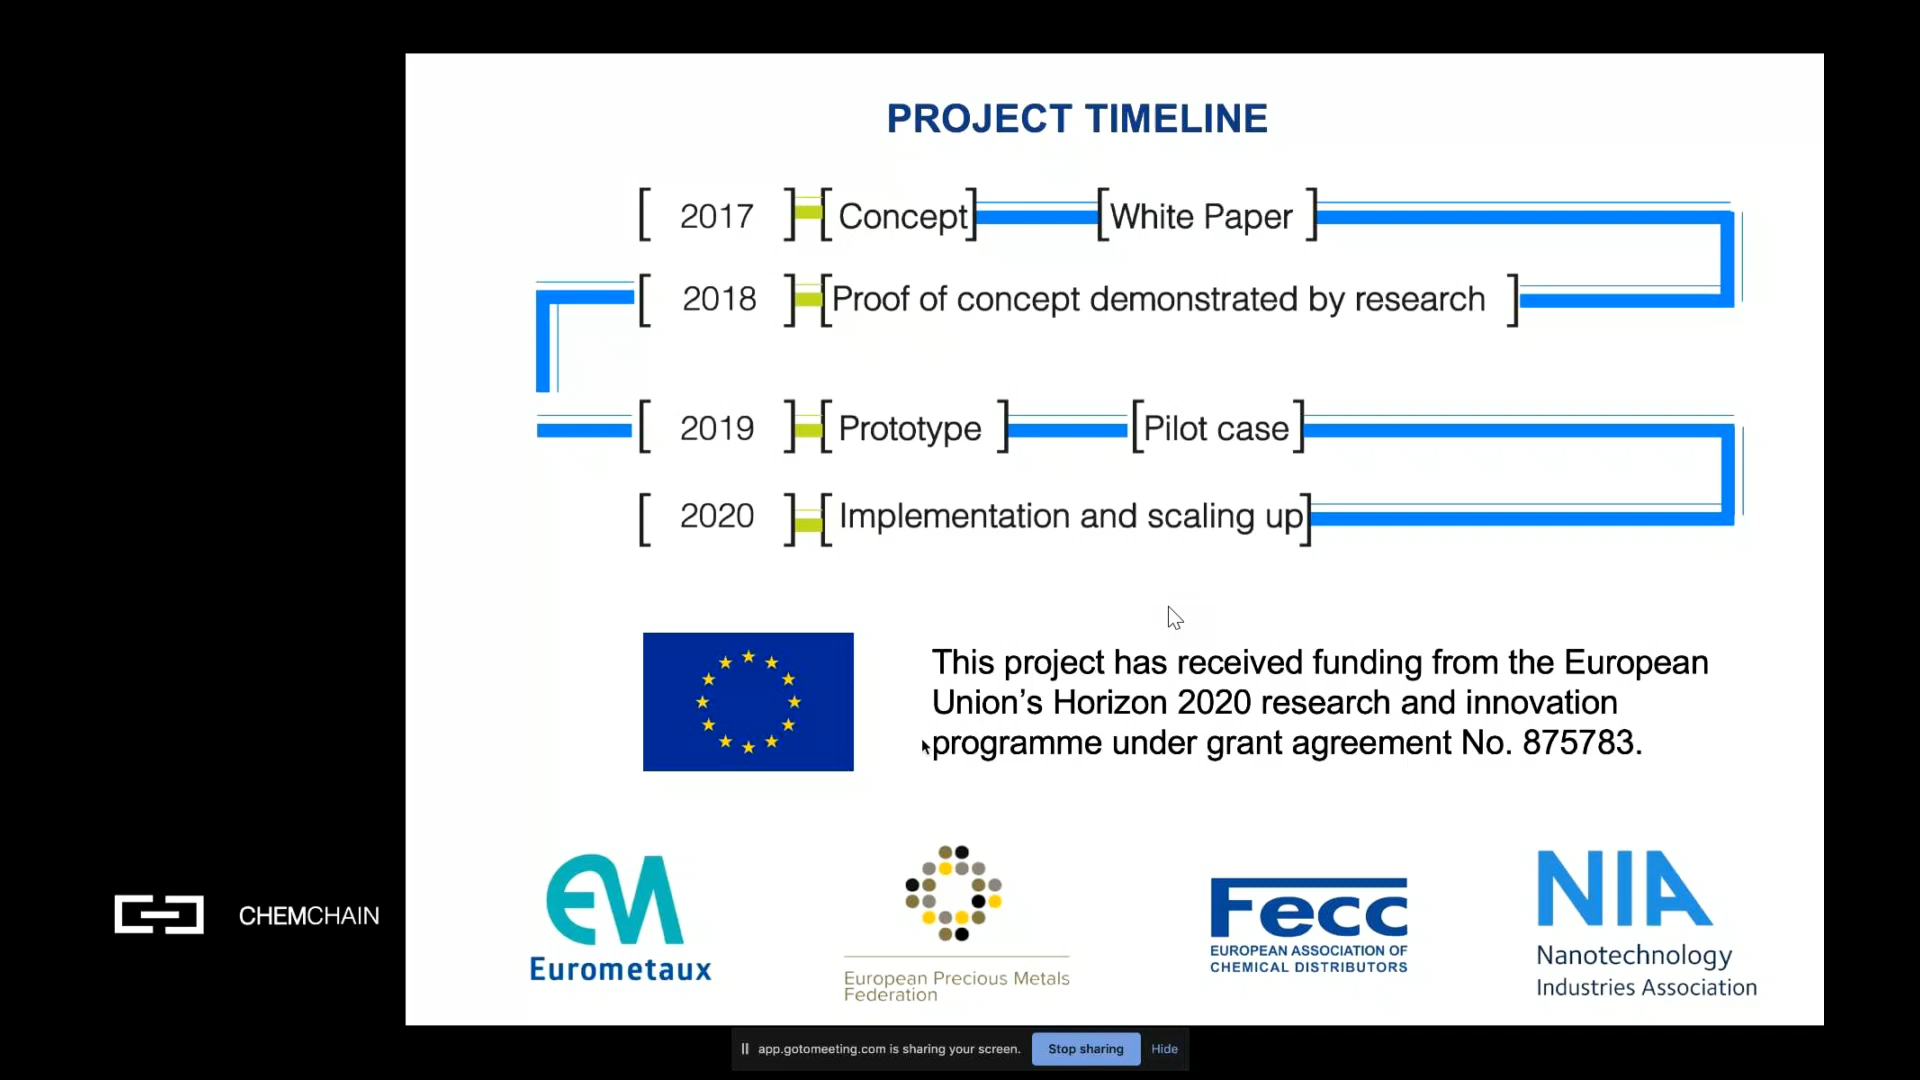 PROJECT TIMELINE
[ 2017 ] [ Concept ] [ White Paper ]
[ 2018 ] [ Proof of concept demonstrated by research ]
[ 2019 ] [ Prototype ] [ Pilot case ]
[ 2020 ] [ Implementation and scaling up ]
This project has received funding from the European
Union’s Horizon 2020 research and innovation
programme under grant agreement No. 875783.
CHEMCHAIN
EM
Eurometaux
European Precious Metals
Federation
Fecc
EUROPEAN ASSOCIATION OF
CHEMICAL DISTRIBUTORS
NIA
Nanotechnology
Industries Association
app.gotomeeting.com is sharing your screen. Stop sharing Hide